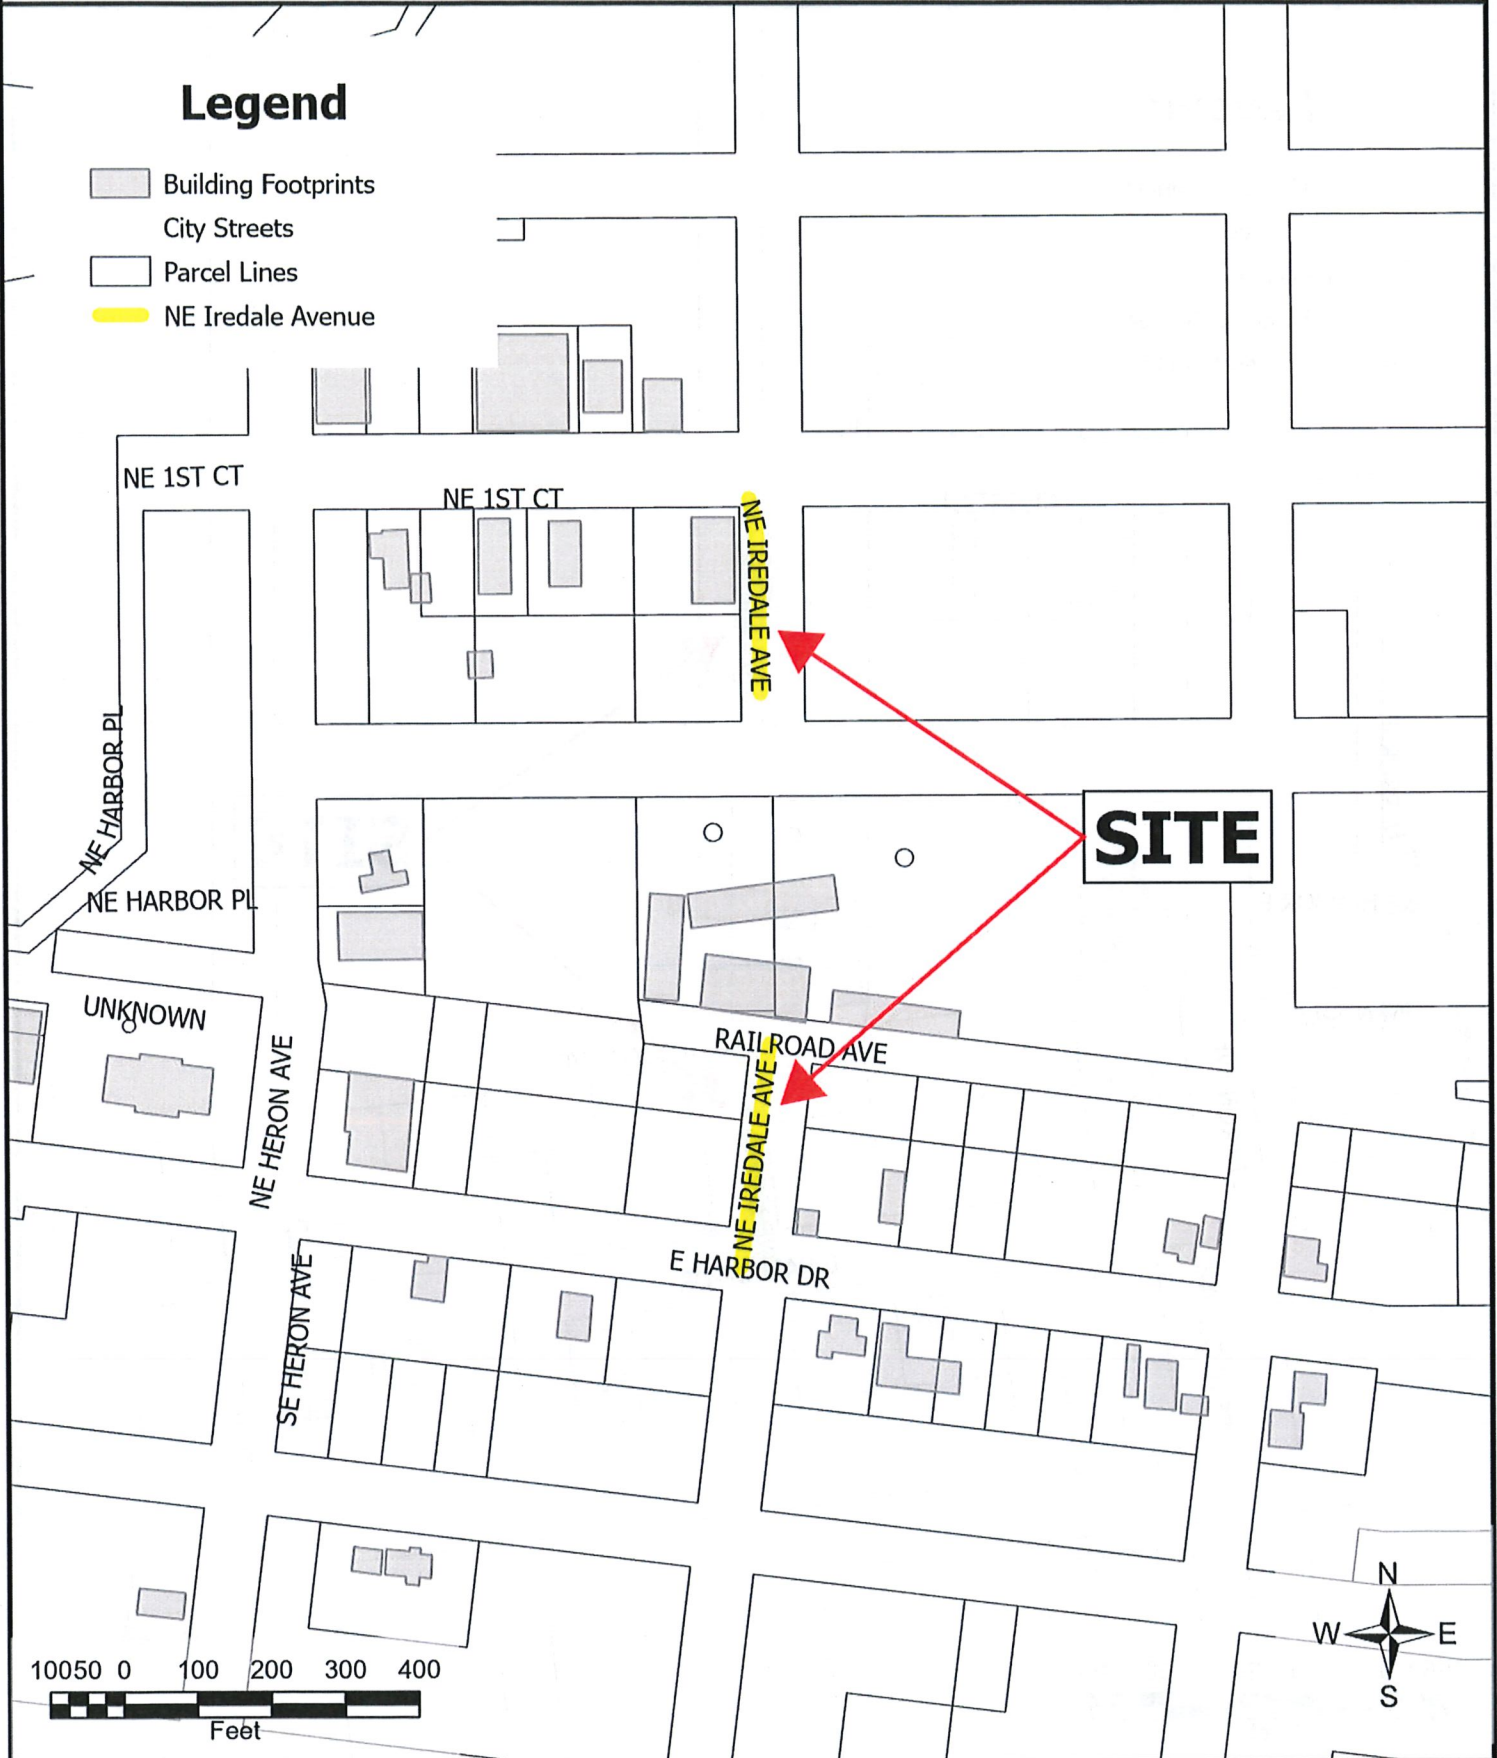 Legend
Building Footprints
City Streets
Parcel Lines
NE Iredale Avenue
NE 1ST CT
NE 1ST CT
NE IREDALE AVE
NE HARBOR PL
SITE
NE HARBOR PL
UNKNOWN
RAILROAD AVE
NE HERON AVE
NE IREDALE AVE
E HARBOR DR
SE HERON AVE
N
W E
S
10050 0 100 200 300 400
Feet